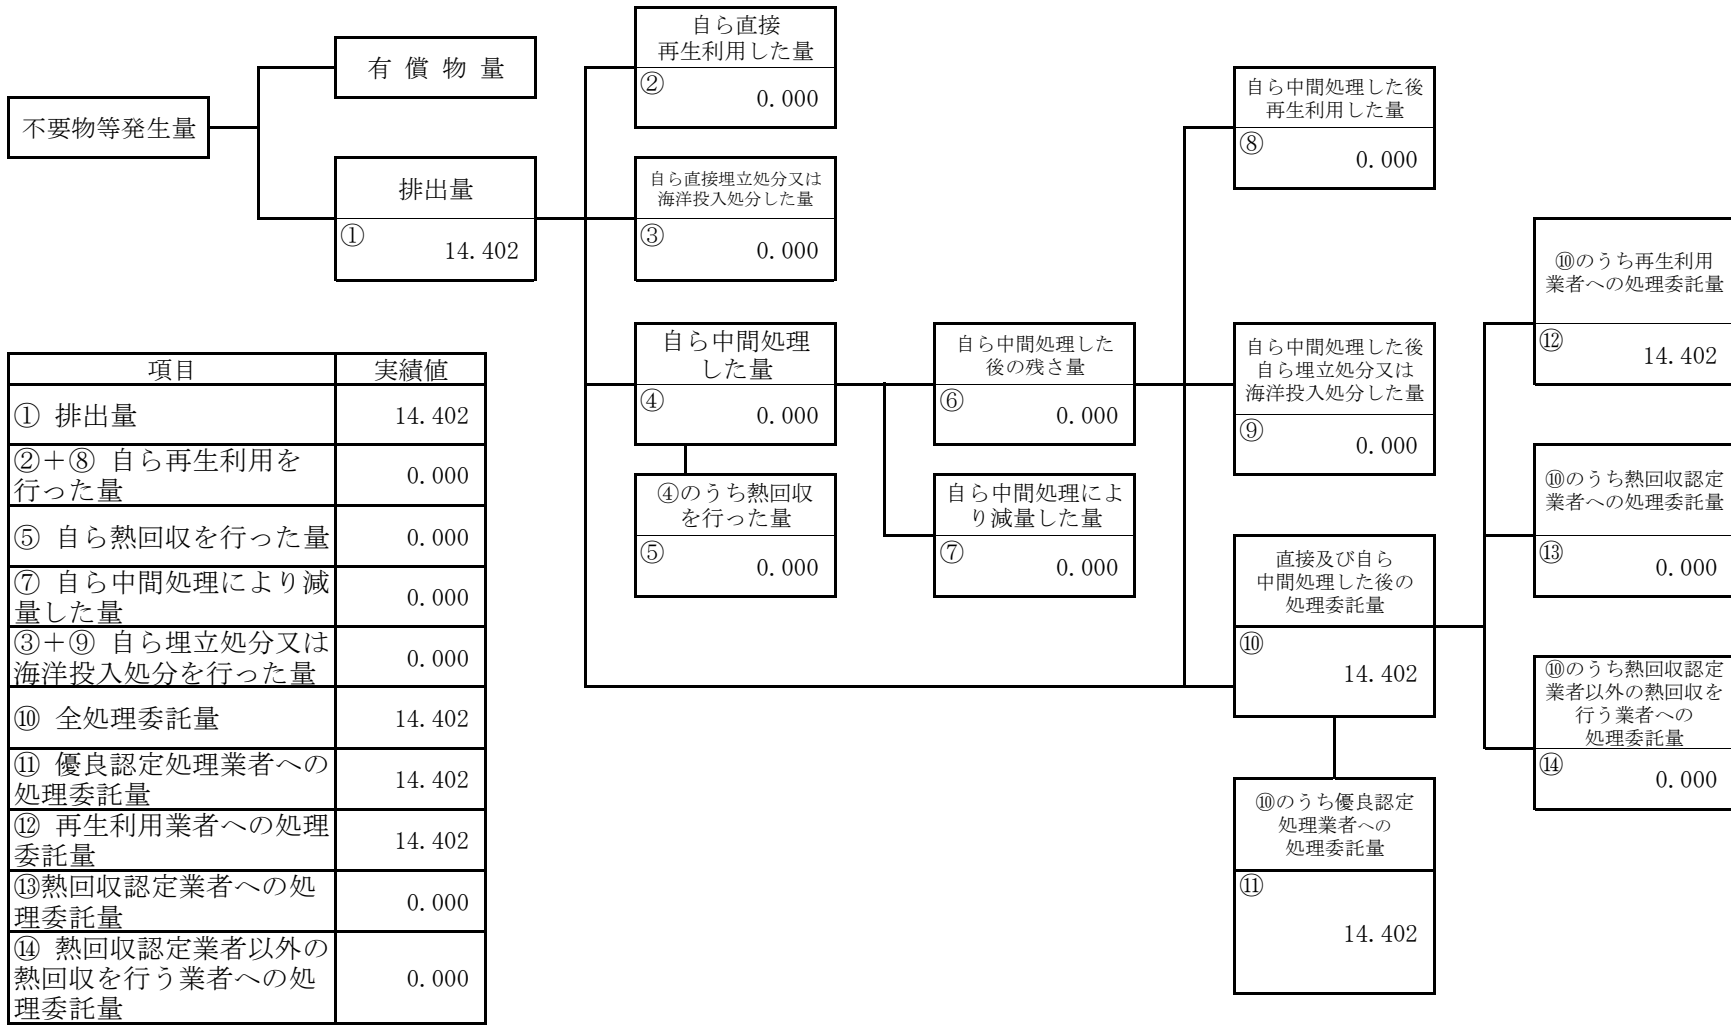 不要物等発生量
有 償 物 量
排出量
①
14.402
自ら直接
再生利用した量
②
0.000
自ら直接埋立処分又は
海洋投入処分した量
③
0.000
自ら中間処理
した量
④
0.000
④のうち熱回収
を行った量
⑤
0.000
自ら中間処理した
後の残さ量
⑥
0.000
自ら中間処理によ
り減量した量
⑦
0.000
自ら中間処理した後
再生利用した量
⑧
0.000
自ら中間処理した後
自ら埋立処分又は
海洋投入処分した量
⑨
0.000
直接及び自ら
中間処理した後の
処理委託量
⑩
14.402
⑩のうち優良認定
処理業者への
処理委託量
⑪
14.402
⑩のうち再生利用
業者への処理委託量
⑫
14.402
⑩のうち熱回収認定
業者への処理委託量
⑬
0.000
⑩のうち熱回収認定
業者以外の熱回収を
行う業者への
処理委託量
⑭
0.000
項目 実績値
① 排出量 14.402
②＋⑧ 自ら再生利用を
行った量 0.000
⑤ 自ら熱回収を行った量 0.000
⑦ 自ら中間処理により減
量した量 0.000
③＋⑨ 自ら埋立処分又は
海洋投入処分を行った量 0.000
⑩ 全処理委託量 14.402
⑪ 優良認定処理業者への
処理委託量 14.402
⑫ 再生利用業者への処理
委託量 14.402
⑬熱回収認定業者への処
理委託量 0.000
⑭ 熱回収認定業者以外の
熱回収を行う業者への処
理委託量 0.000